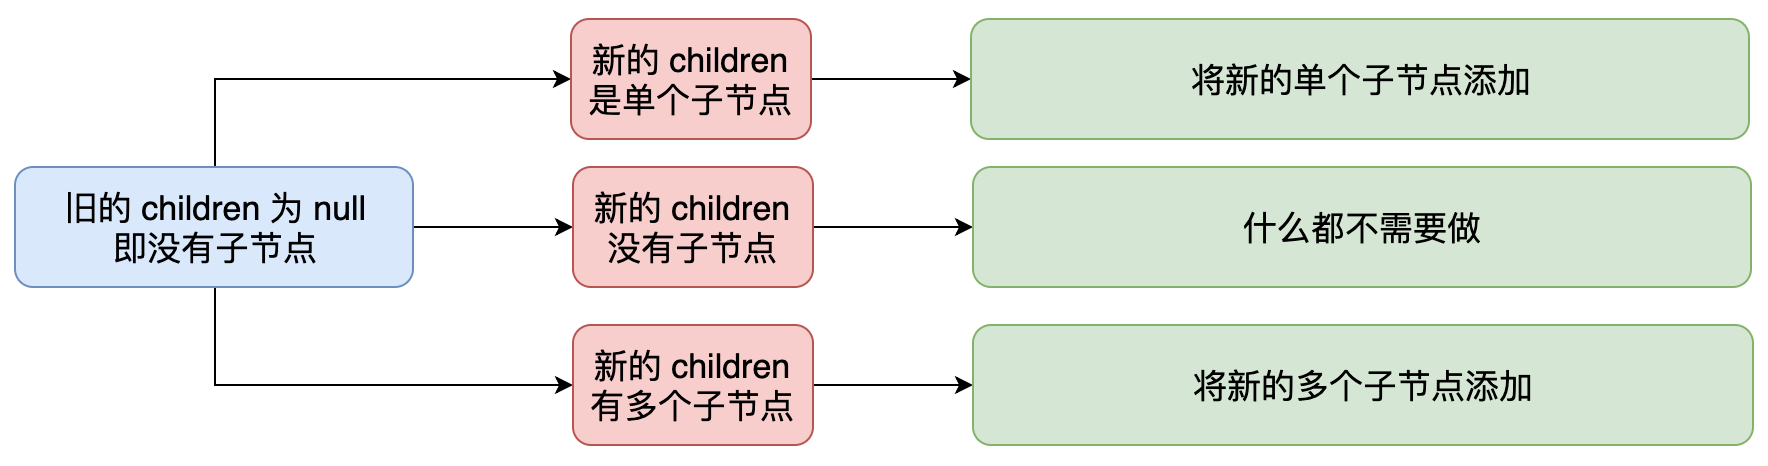 新的 children
是单个子节点
将新的单个子节点添加
旧的 children 为 null
即没有子节点
新的 children
没有子节点
什么都不需要做
新的 children
有多个子节点
将新的多个子节点添加